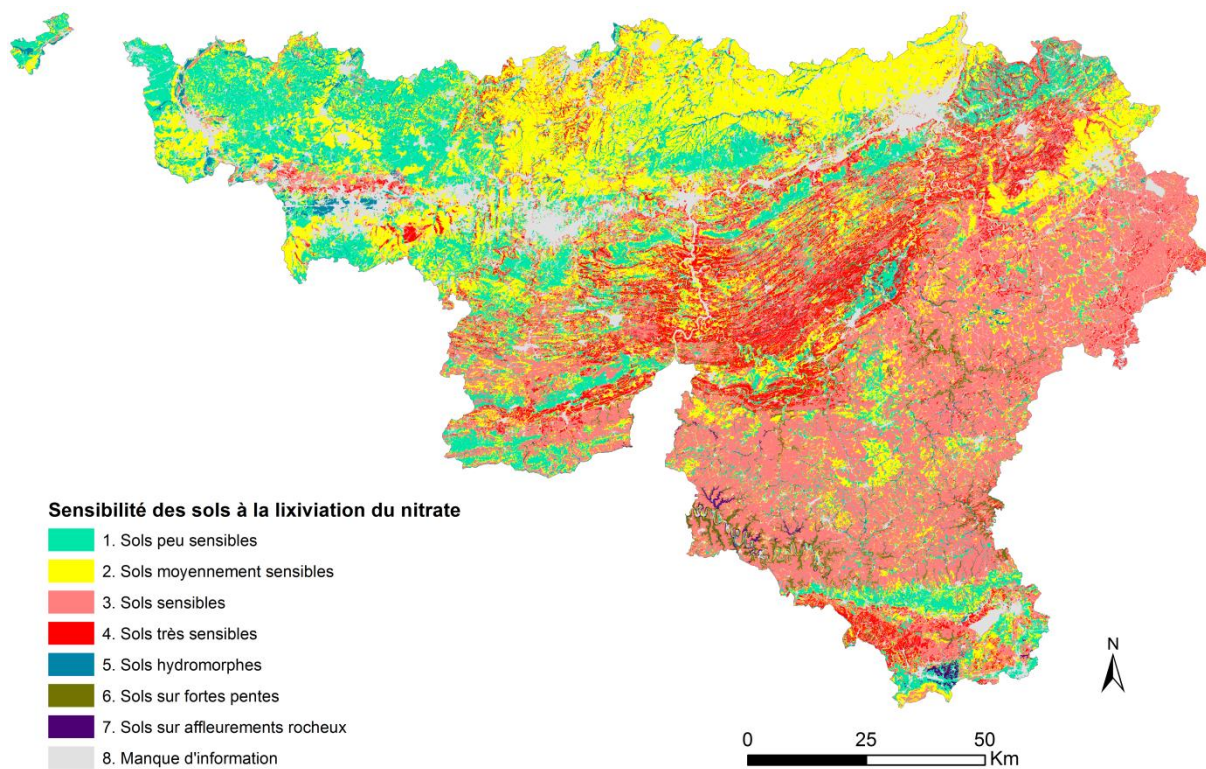 Sensibilité des sols à la lixiviation du nitrate
1. Sols peu sensibles
2. Sols moyennement sensibles
3. Sols sensibles
4. Sols très sensibles
5. Sols hydromorphes
6. Sols sur fortes pentes
7. Sols sur affleurements rocheux
8. Manque d'information
N
0 25 50
Km